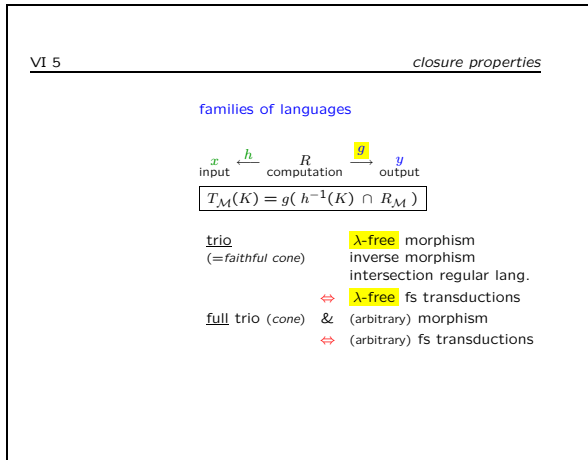 VI 5 closure properties
families of languages
x ←h R →g y
input computation output
T_M(K) = g( h⁻¹(K) ∩ R_M )
trio λ-free morphism
(=faithful cone) inverse morphism
intersection regular lang.
⇔ λ-free fs transductions
full trio (cone) & (arbitrary) morphism
⇔ (arbitrary) fs transductions